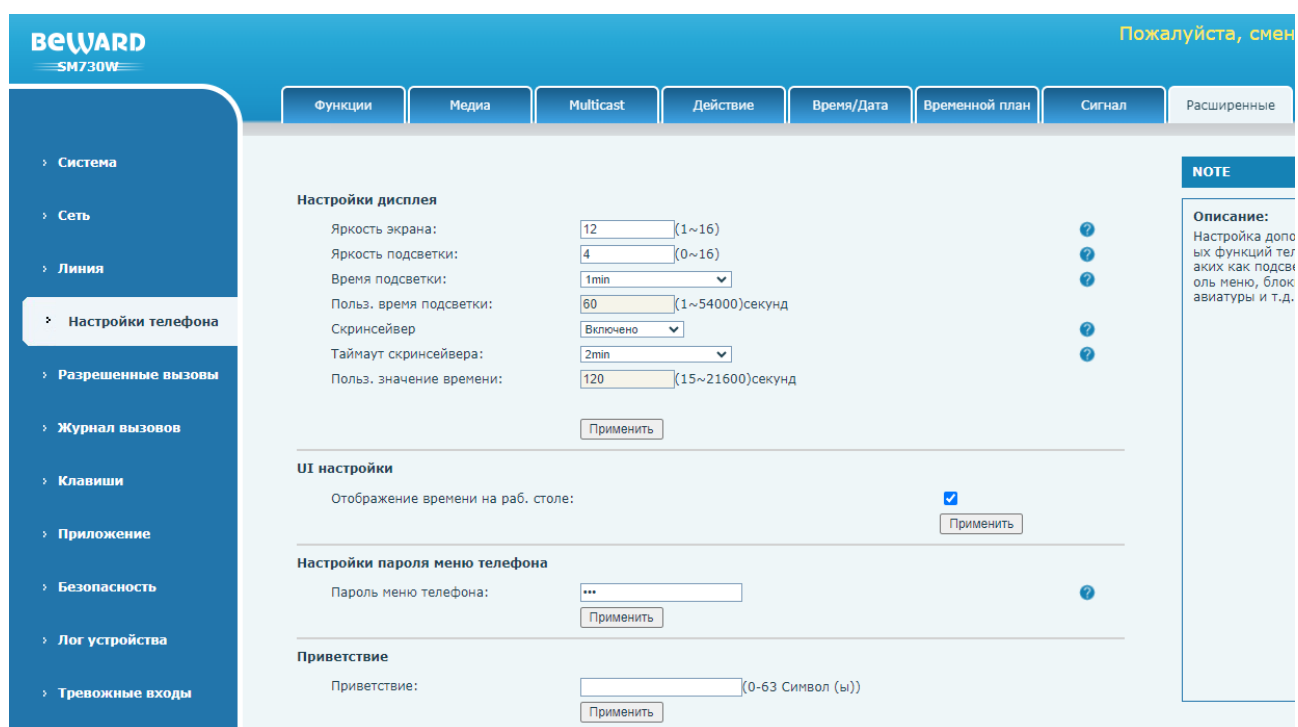 BEWARD
SM730W
Пожалуйста, смен
Функции Медиа Multicast Действие Время/Дата Временной план Сигнал Расширенные
Система
Сеть
Линия
Настройки телефона
Разрешенные вызовы
Журнал вызовов
Клавиши
Приложение
Безопасность
Лог устройства
Тревожные входы
Настройки дисплея
Яркость экрана: 12 (1~16)
Яркость подсветки: 4 (0~16)
Время подсветки: 1min
Польз. время подсветки: 60 (1~54000)секунд
Скринсейвер Включено
Таймаут скринсейвера: 2min
Польз. значение времени: 120 (15~21600)секунд
Применить
UI настройки
Отображение времени на раб. столе:
Применить
Настройки пароля меню телефона
Пароль меню телефона: •••
Применить
Приветствие
Приветствие: (0-63 Символ (ы))
Применить
NOTE
Описание:
Настройка допо
ых функций тел
аких как подсве
оль меню, блок
авиатуры и т.д.